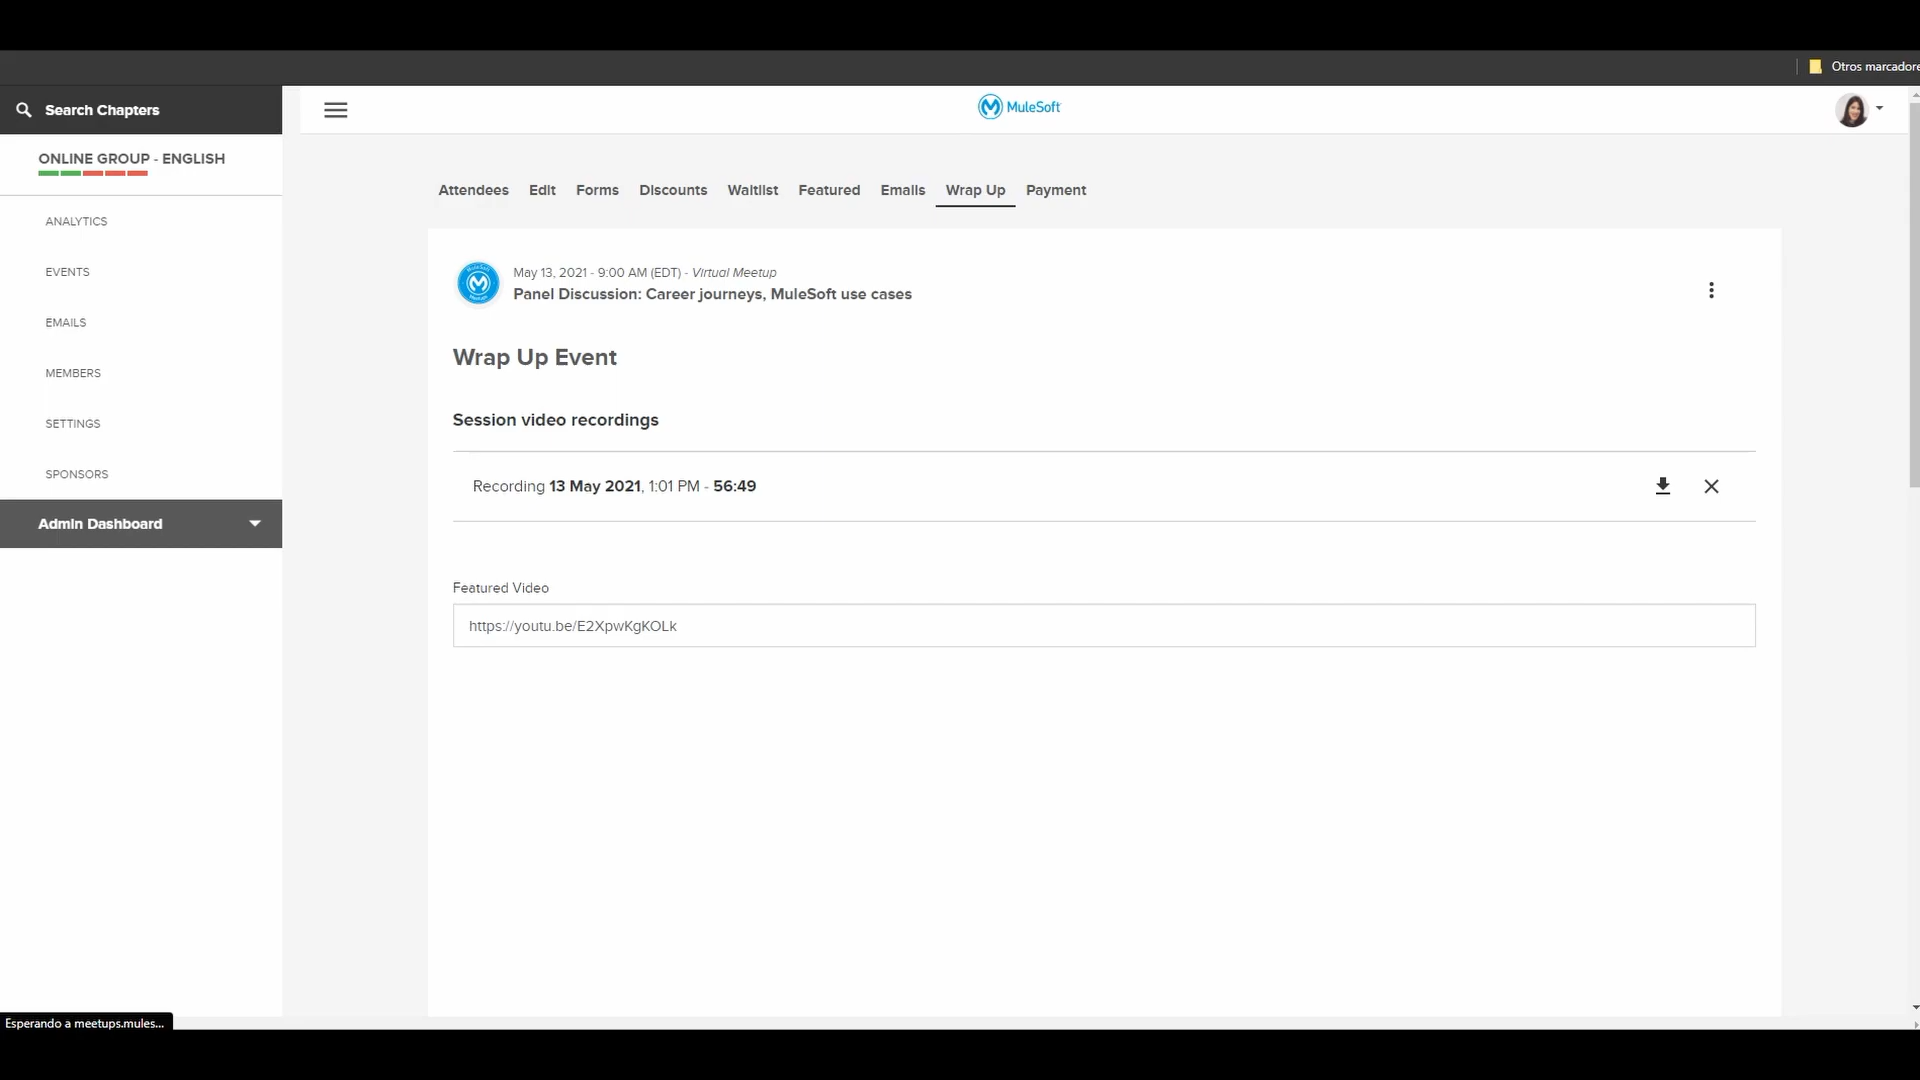 Otros marcadore
Search Chapters
MuleSoft
ONLINE GROUP - ENGLISH
ANALYTICS
EVENTS
EMAILS
MEMBERS
SETTINGS
SPONSORS
Admin Dashboard
Attendees Edit Forms Discounts Waitlist Featured Emails Wrap Up Payment
May 13, 2021 - 9:00 AM (EDT) - Virtual Meetup
Panel Discussion: Career journeys, MuleSoft use cases
Wrap Up Event
Session video recordings
Recording 13 May 2021, 1:01 PM - 56:49
Featured Video
https://youtu.be/E2XpwKgKOLk
Esperando a meetups.mules...